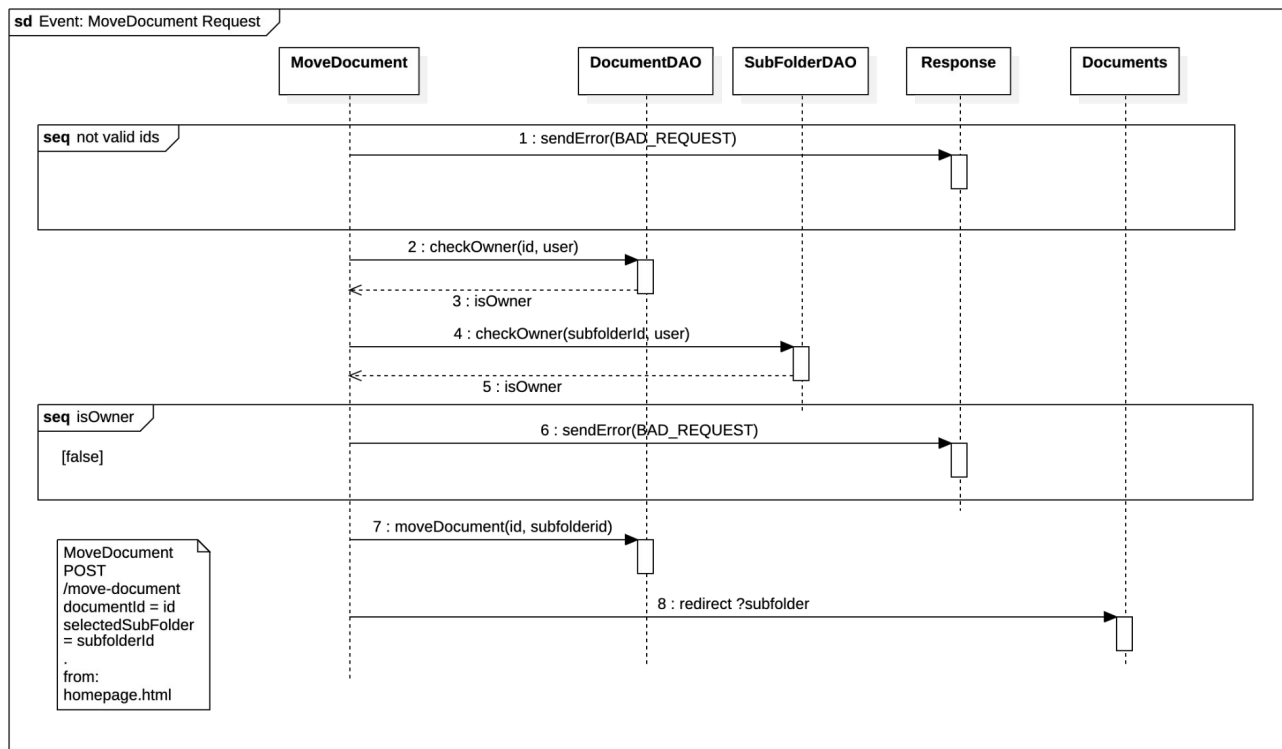 sd Event: MoveDocument Request
MoveDocument
DocumentDAO
SubFolderDAO
Response
Documents
seq not valid ids
1 : sendError(BAD_REQUEST)
2 : checkOwner(id, user)
3 : isOwner
4 : checkOwner(subfolderId, user)
5 : isOwner
seq isOwner
6 : sendError(BAD_REQUEST)
[false]
7 : moveDocument(id, subfolderid)
MoveDocument
POST
/move-document
documentId = id
selectedSubFolder
= subfolderId
.
from:
homepage.html
8 : redirect ?subfolder